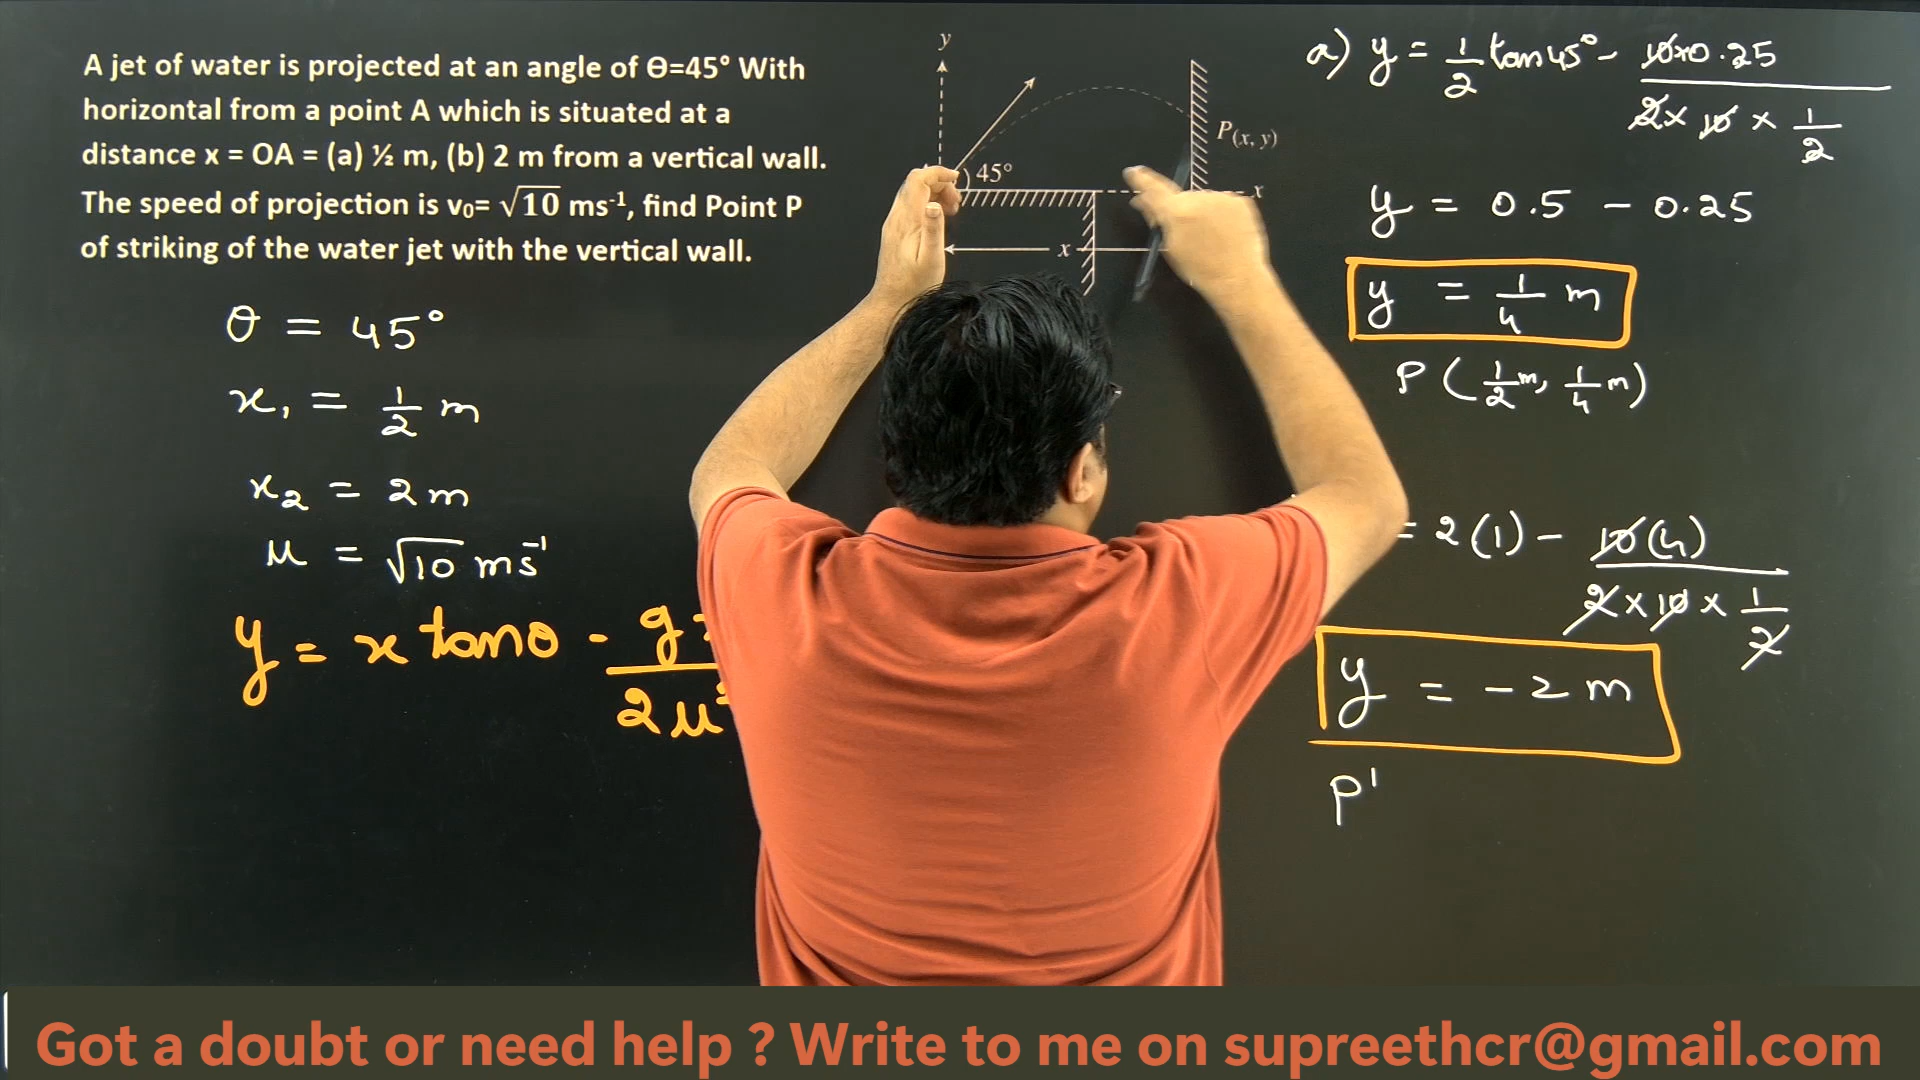 A jet of water is projected at an angle of Θ=45° With
horizontal from a point A which is situated at a
distance x = OA = (a) ½ m, (b) 2 m from a vertical wall.
The speed of projection is v₀= √10 ms⁻¹, find Point P
of striking of the water jet with the vertical wall.
y
45°
P(x, y)
x
x
θ = 45°
x₁ = 1/2 m
x₂ = 2 m
u = √10 ms⁻¹
y = x tanθ - g
2u²
a) y = 1/2 tan45° - 10×0.25
2 × 10 × 1/2
y = 0.5 - 0.25
y = 1/4 m
P (1/2 m, 1/4 m)
= 2(1) - 10(4)
2 × 10 × 1/2
y = -2 m
P'
Got a doubt or need help ? Write to me on supreethcr@gmail.com